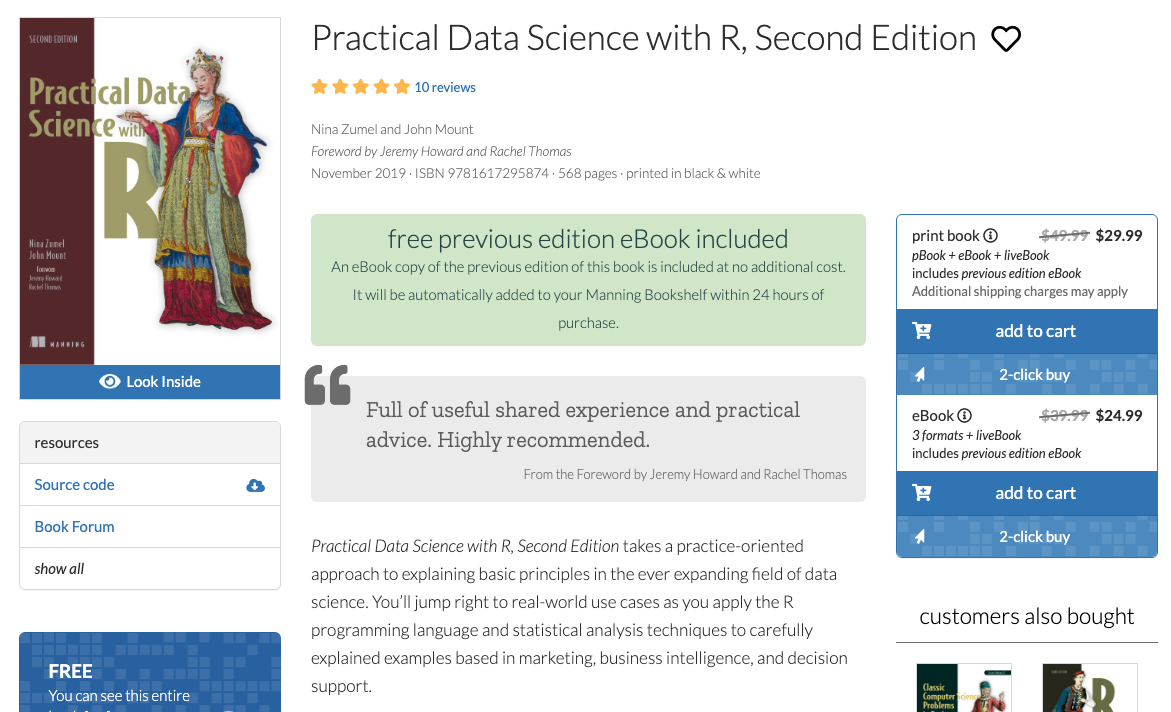 Practical Data Science with R, Second Edition
10 reviews
Nina Zumel and John Mount
Foreword by Jeremy Howard and Rachel Thomas
November 2019 · ISBN 9781617295874 · 568 pages · printed in black & white
SECOND EDITION
Practical Data
Science with
R
Nina Zumel
John Mount
FOREWORD
Jeremy Howard
Rachel Thomas
MANNING
Look Inside
resources
Source code
Book Forum
show all
FREE
You can see this entire
free previous edition eBook included
An eBook copy of the previous edition of this book is included at no additional cost.
It will be automatically added to your Manning Bookshelf within 24 hours of
purchase.
Full of useful shared experience and practical
advice. Highly recommended.
From the Foreword by Jeremy Howard and Rachel Thomas
Practical Data Science with R, Second Edition takes a practice-oriented
approach to explaining basic principles in the ever expanding field of data
science. You’ll jump right to real-world use cases as you apply the R
programming language and statistical analysis techniques to carefully
explained examples based in marketing, business intelligence, and decision
support.
print book $49.99 $29.99
pBook + eBook + liveBook
includes previous edition eBook
Additional shipping charges may apply
add to cart
2-click buy
eBook $39.99 $24.99
3 formats + liveBook
includes previous edition eBook
add to cart
2-click buy
customers also bought
Classic
Computer Science
Problems
R